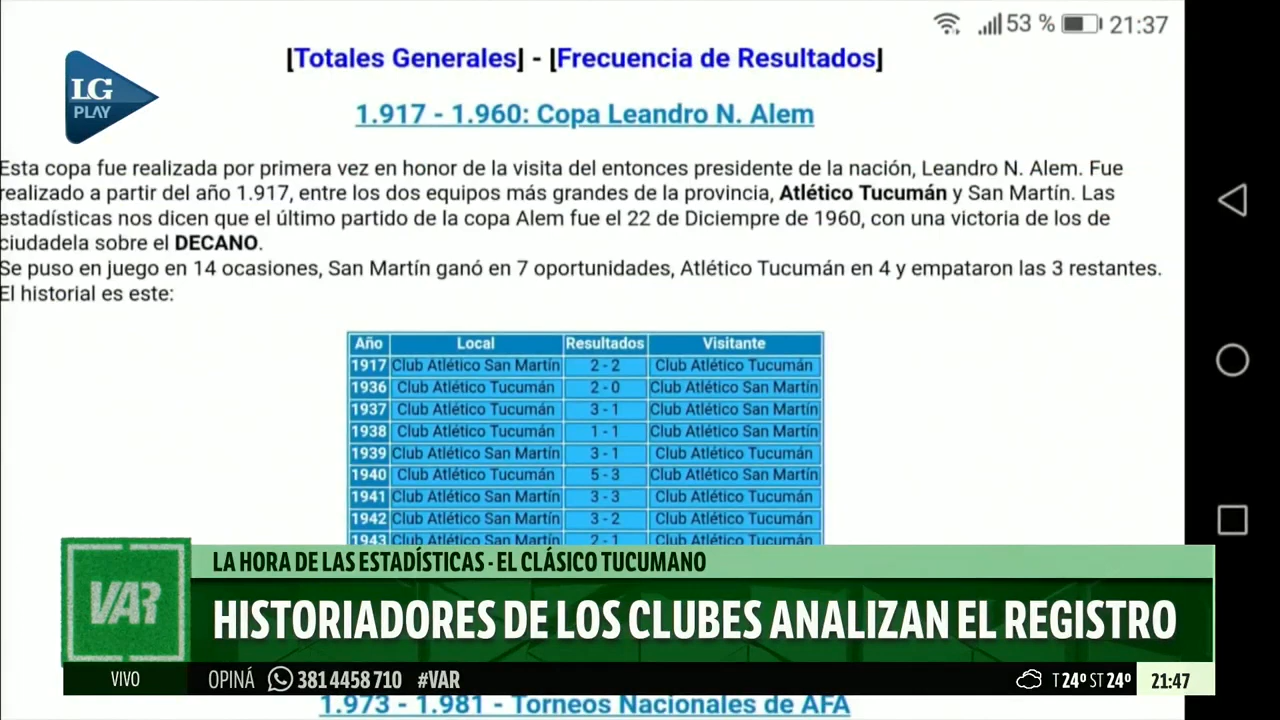 53 % 21:37
[Totales Generales] - [Frecuencia de Resultados]
LG
PLAY
1.917 - 1.960: Copa Leandro N. Alem
Esta copa fue realizada por primera vez en honor de la visita del entonces presidente de la nación, Leandro N. Alem. Fue
realizado a partir del año 1.917, entre los dos equipos más grandes de la provincia, Atlético Tucumán y San Martín. Las
estadísticas nos dicen que el último partido de la copa Alem fue el 22 de Diciembre de 1960, con una victoria de los de
ciudadela sobre el DECANO.
Se puso en juego en 14 ocasiones, San Martín ganó en 7 oportunidades, Atlético Tucumán en 4 y empataron las 3 restantes.
El historial es este:
Año Local Resultados Visitante
1917 Club Atlético San Martín 2 - 2 Club Atlético Tucumán
1936 Club Atlético Tucumán 2 - 0 Club Atlético San Martín
1937 Club Atlético Tucumán 3 - 1 Club Atlético San Martín
1938 Club Atlético Tucumán 1 - 1 Club Atlético San Martín
1939 Club Atlético San Martín 3 - 1 Club Atlético Tucumán
1940 Club Atlético Tucumán 5 - 3 Club Atlético San Martín
1941 Club Atlético San Martín 3 - 3 Club Atlético Tucumán
1942 Club Atlético San Martín 3 - 2 Club Atlético Tucumán
1943 Club Atlético San Martín 2 - 1 Club Atlético Tucumán
VAR
LA HORA DE LAS ESTADÍSTICAS - EL CLÁSICO TUCUMANO
HISTORIADORES DE LOS CLUBES ANALIZAN EL REGISTRO
VIVO OPINÁ 381 4458 710 #VAR T 24º ST 24º 21:47
1.973 - 1.981 - Torneos Nacionales de AFA